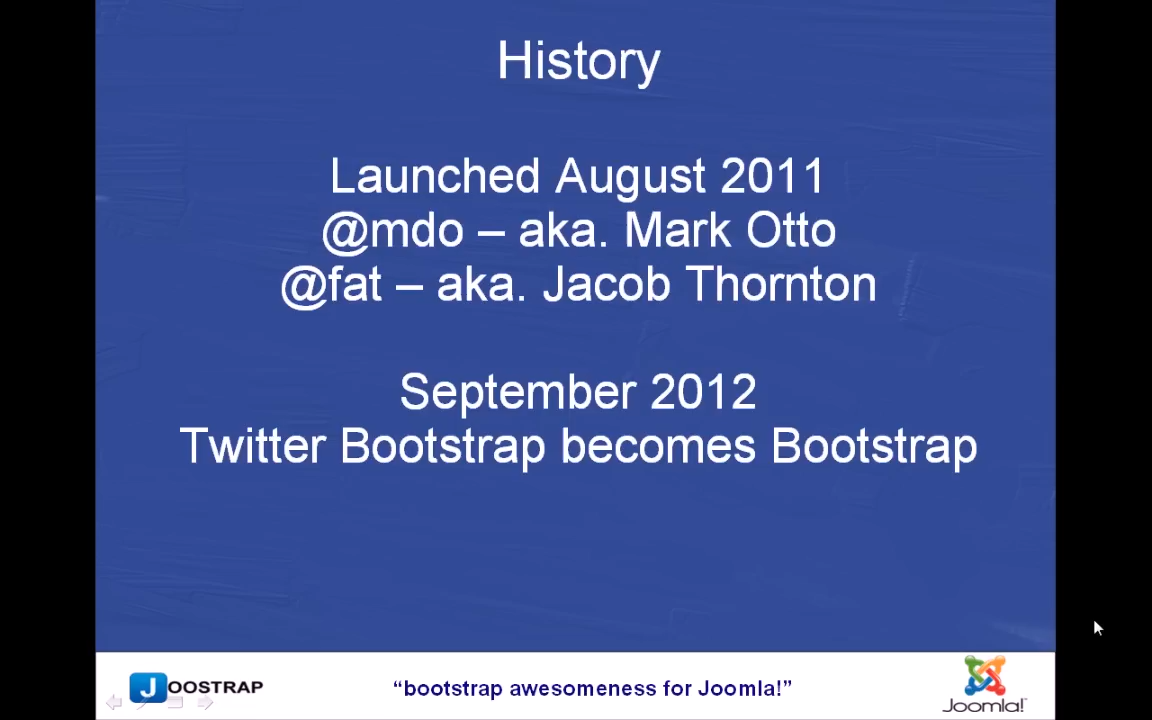 History
Launched August 2011
@mdo – aka. Mark Otto
@fat – aka. Jacob Thornton
September 2012
Twitter Bootstrap becomes Bootstrap
JOOSTRAP
“bootstrap awesomeness for Joomla!”
Joomla!